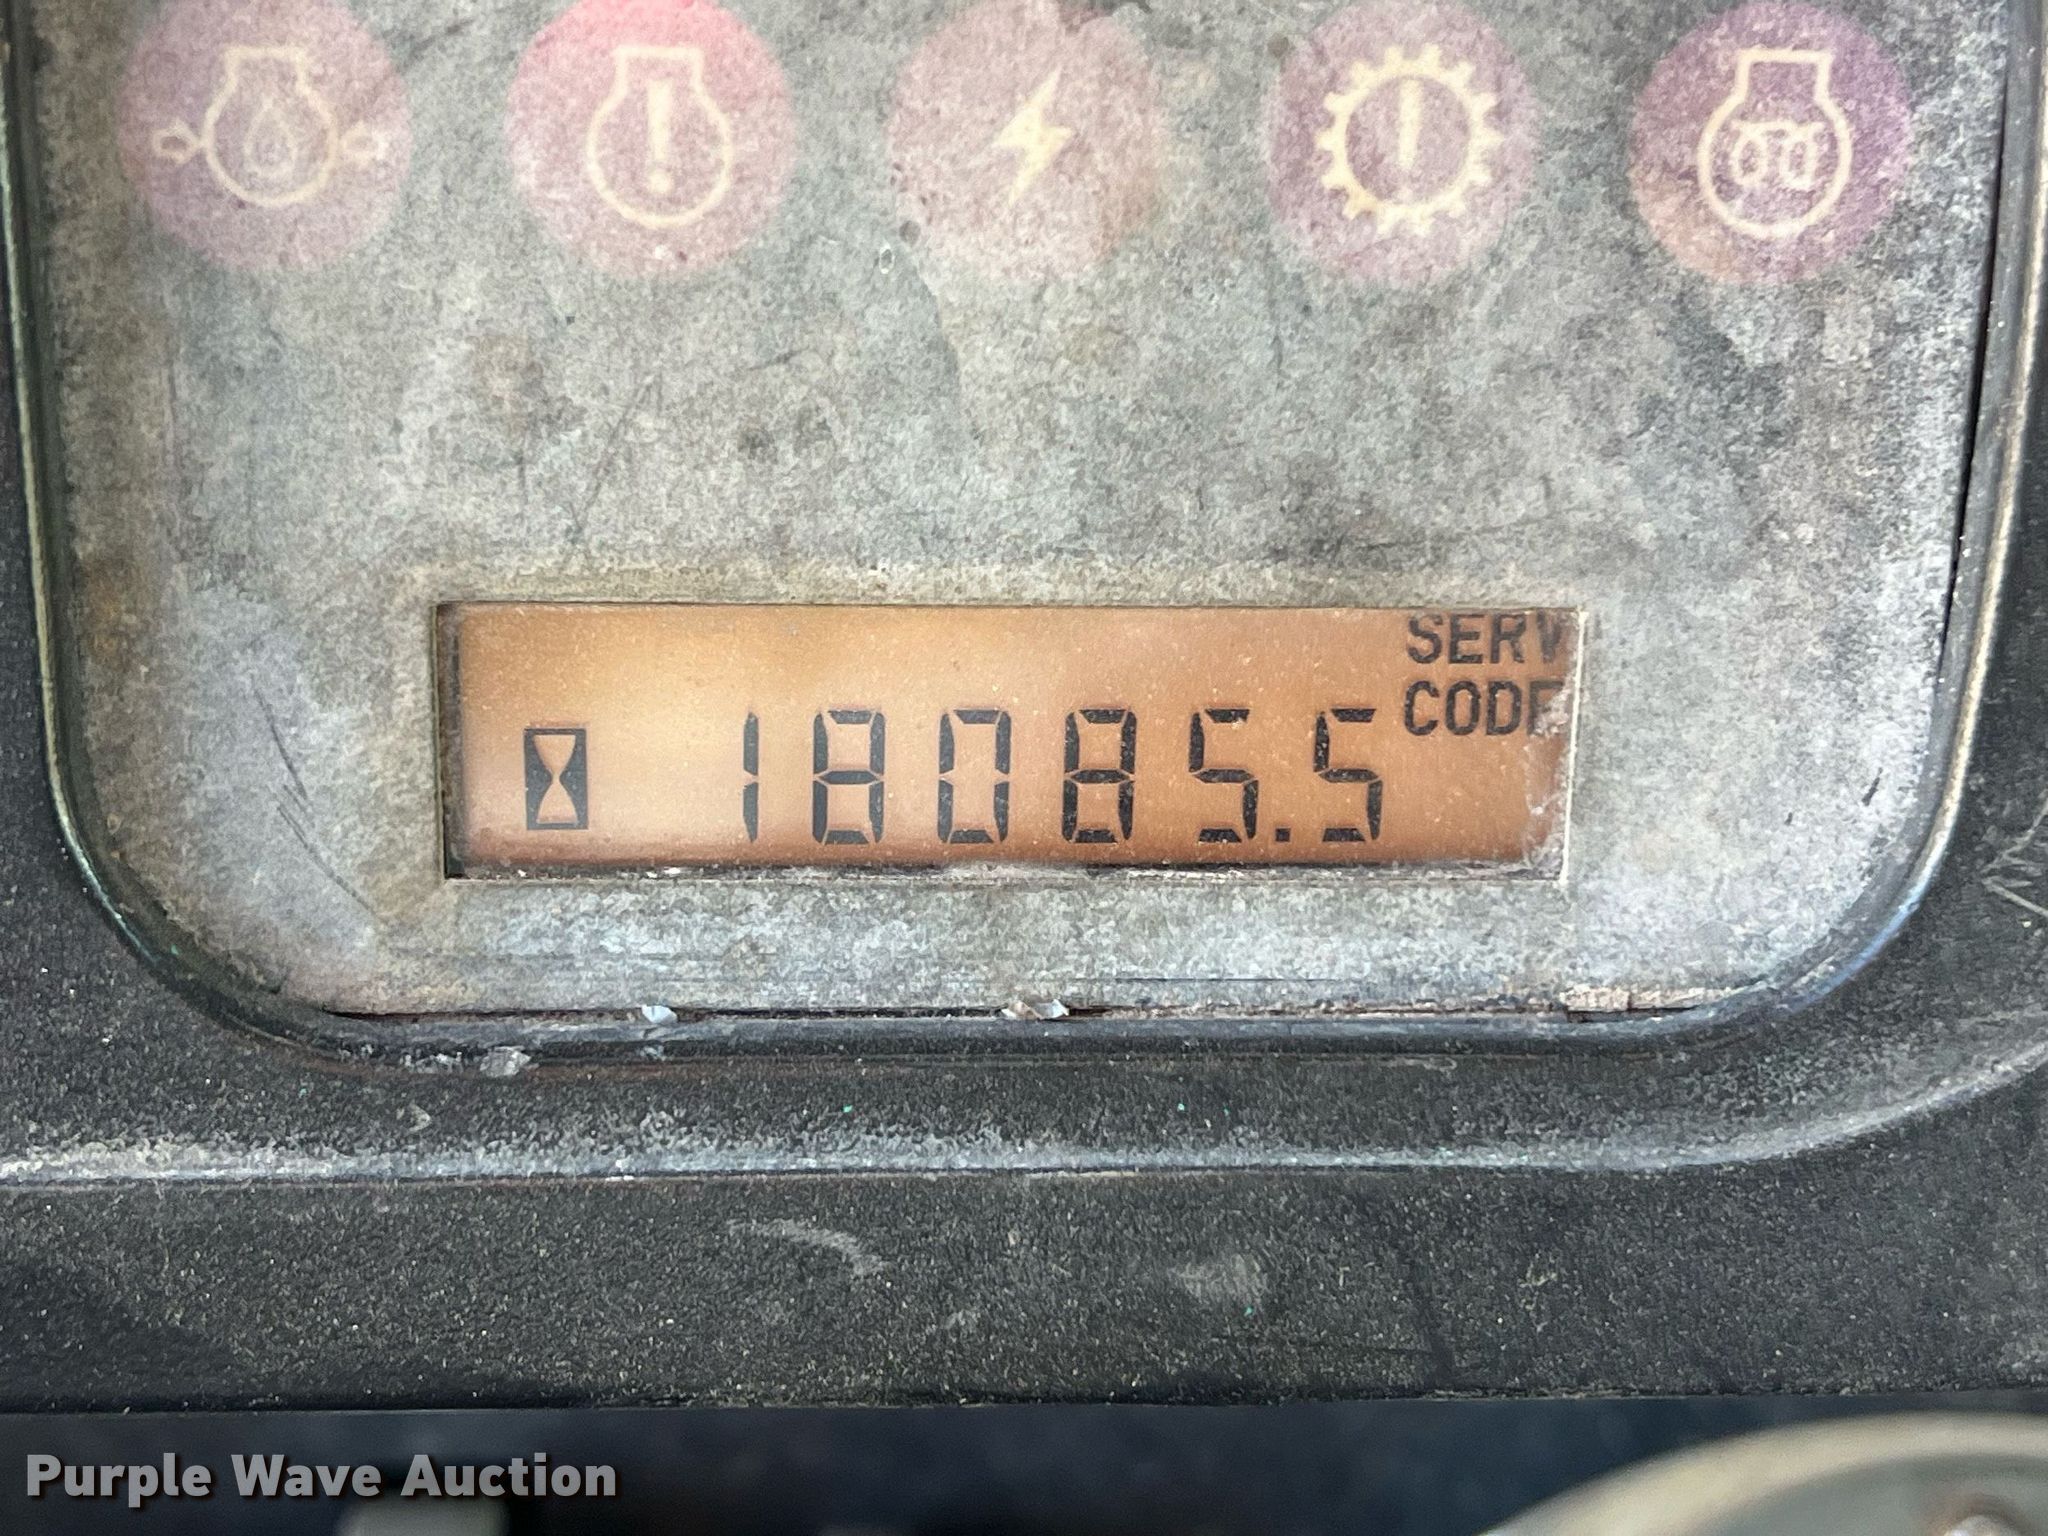 SERV
CODE
18085.5
Purple Wave Auction